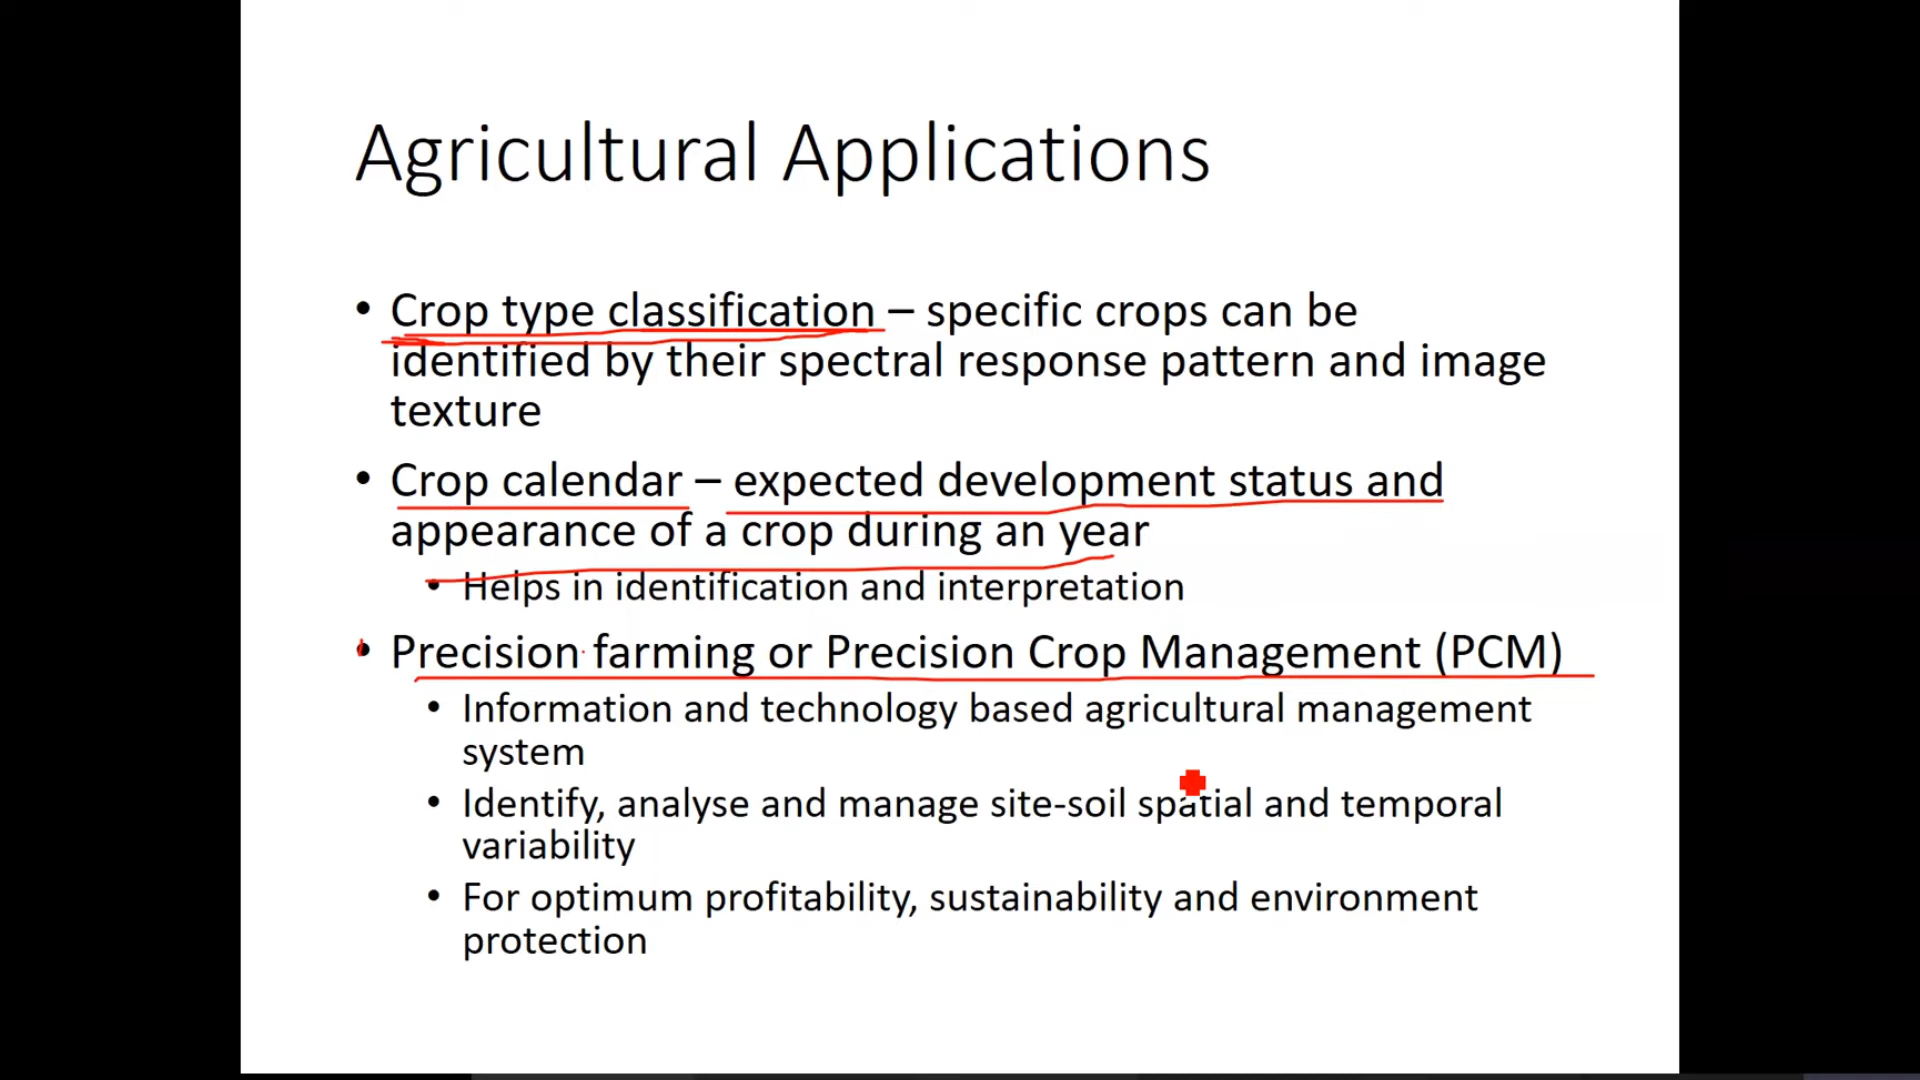 Agricultural Applications
• Crop type classification – specific crops can be
identified by their spectral response pattern and image
texture
• Crop calendar – expected development status and
appearance of a crop during an year
• Helps in identification and interpretation
• Precision farming or Precision Crop Management (PCM)
• Information and technology based agricultural management
system
• Identify, analyse and manage site-soil spatial and temporal
variability
• For optimum profitability, sustainability and environment
protection